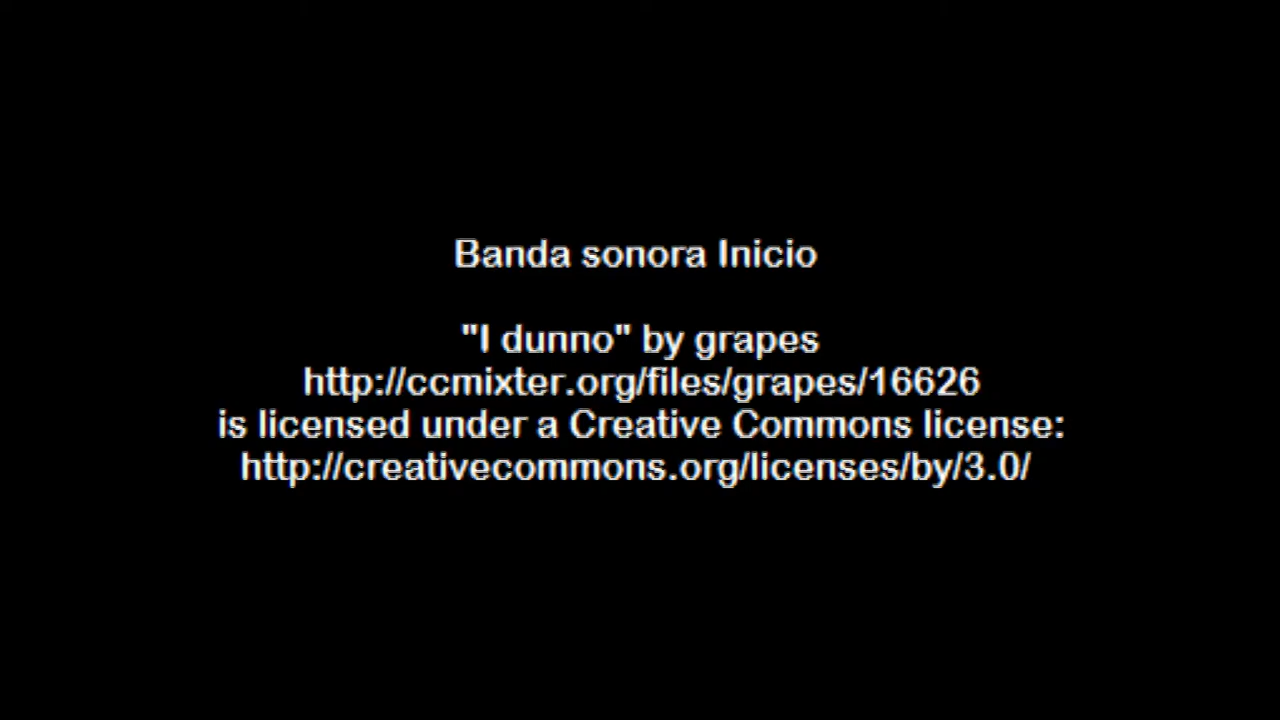 Banda sonora Inicio
"I dunno" by grapes
http://ccmixter.org/files/grapes/16626
is licensed under a Creative Commons license:
http://creativecommons.org/licenses/by/3.0/